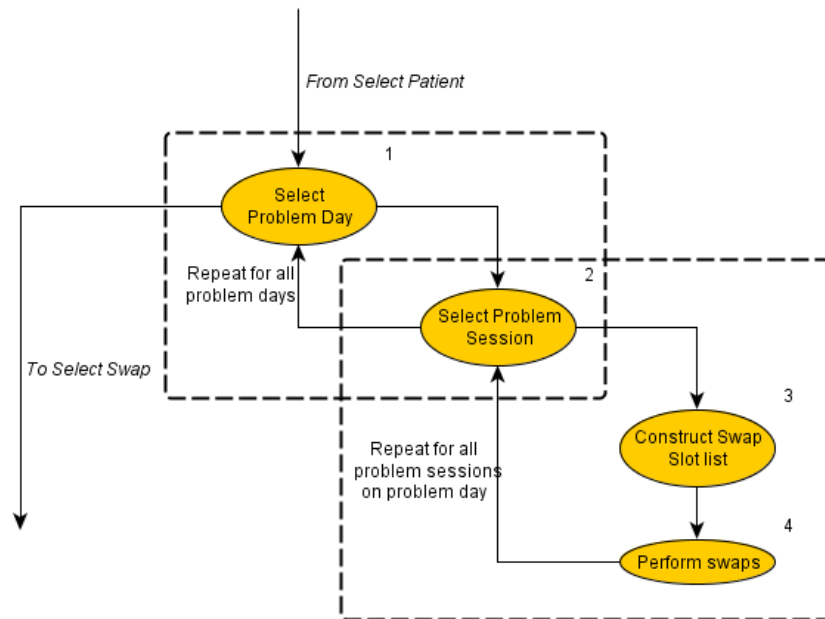 From Select Patient
1
Select
Problem Day
Repeat for all
problem days
2
Select Problem
Session
To Select Swap
3
Construct Swap
Slot list
Repeat for all
problem sessions
on problem day
4
Perform swaps